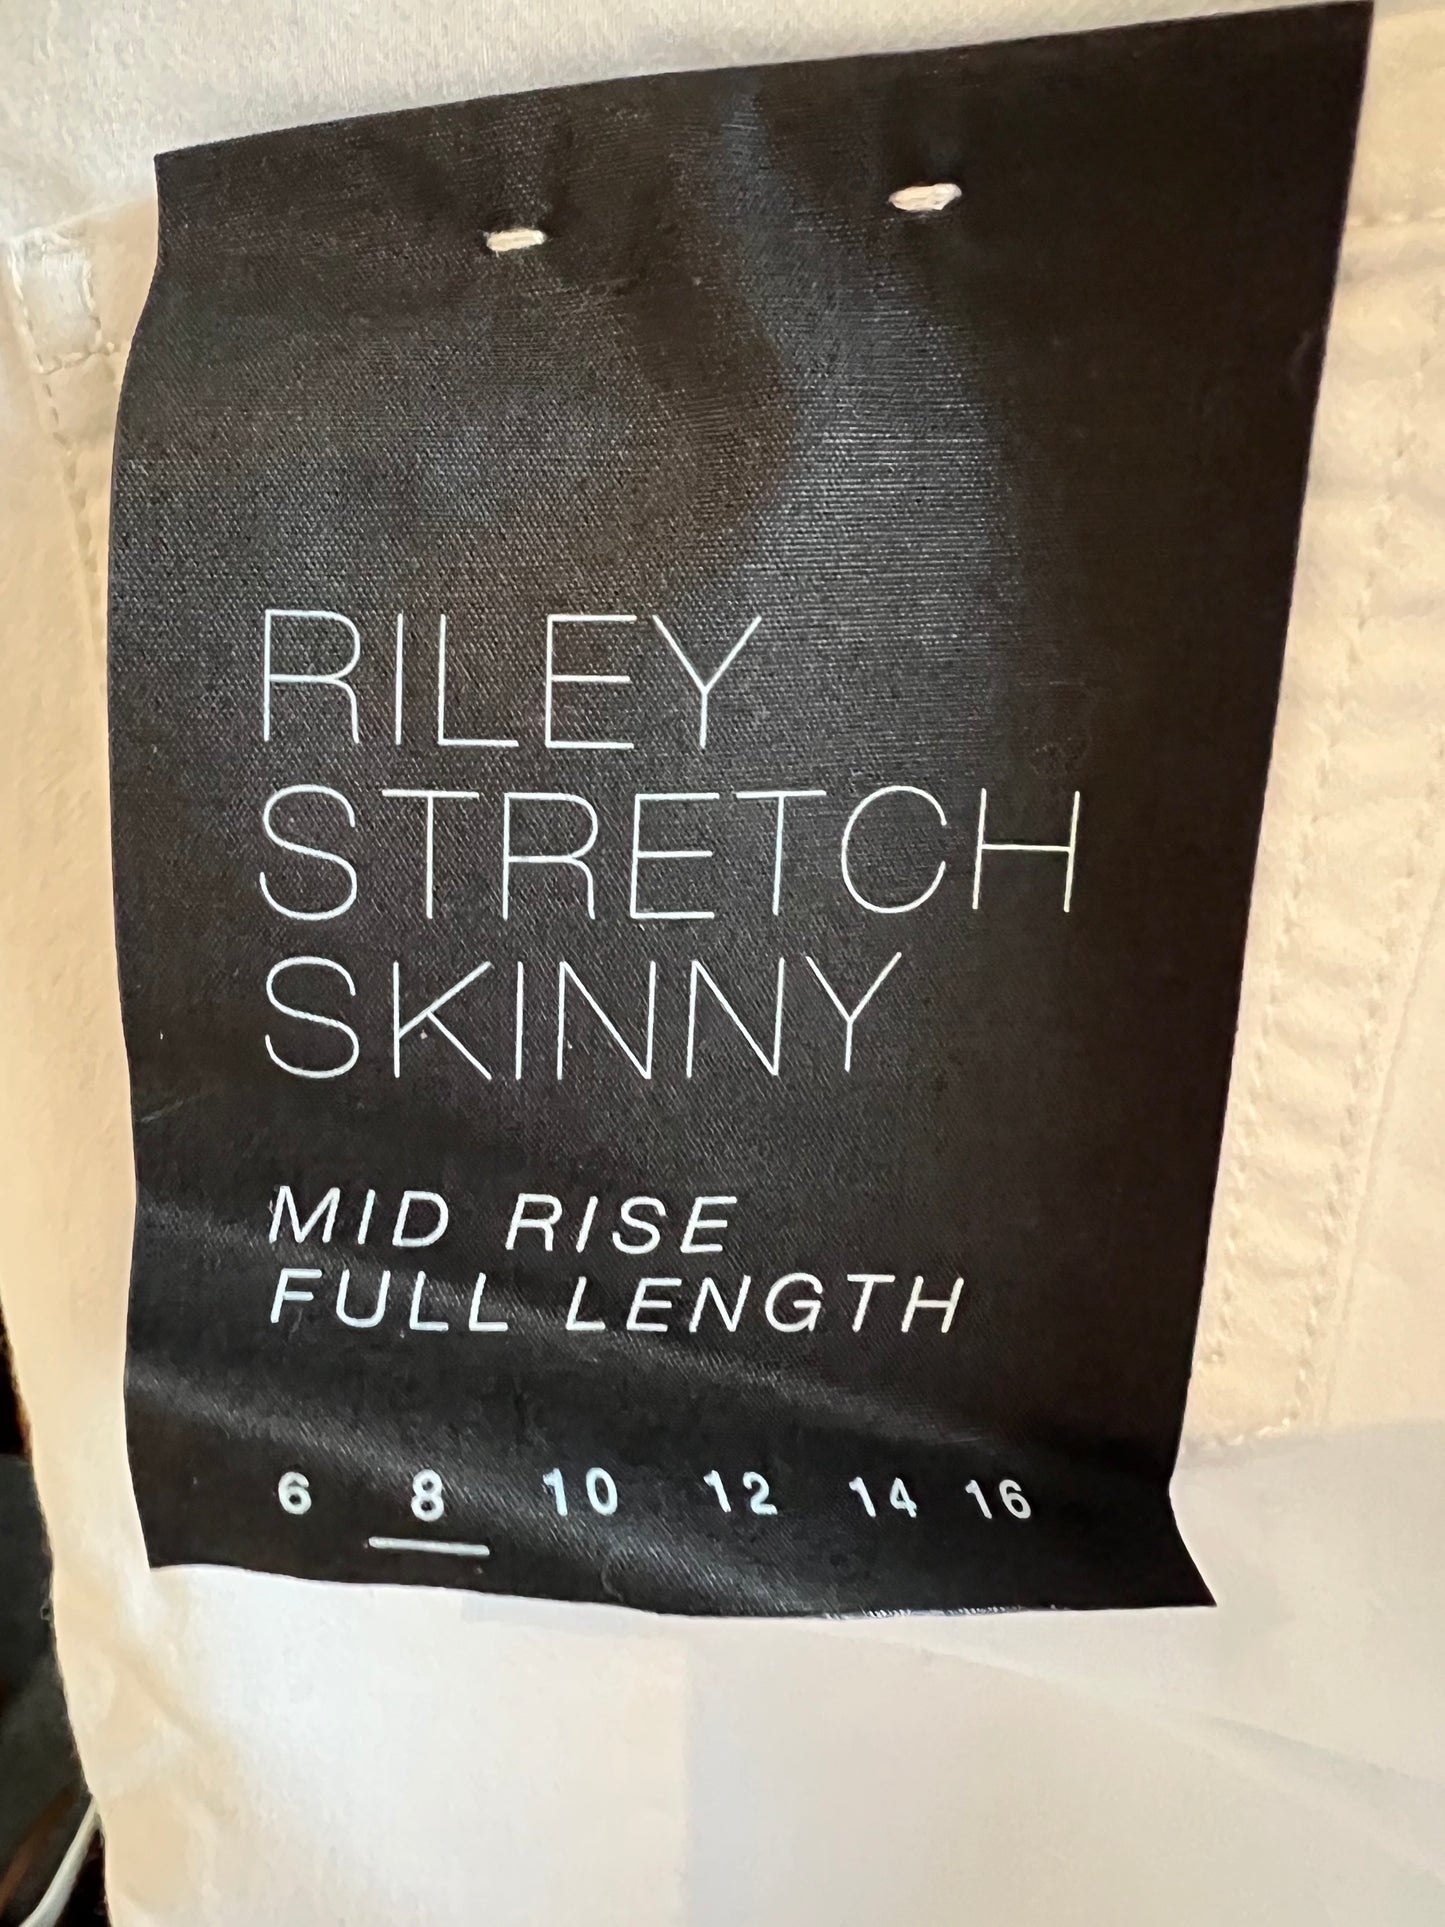 RILEY
STRETCH
SKINNY
MID RISE
FULL LENGTH
6 8 10 12 14 16